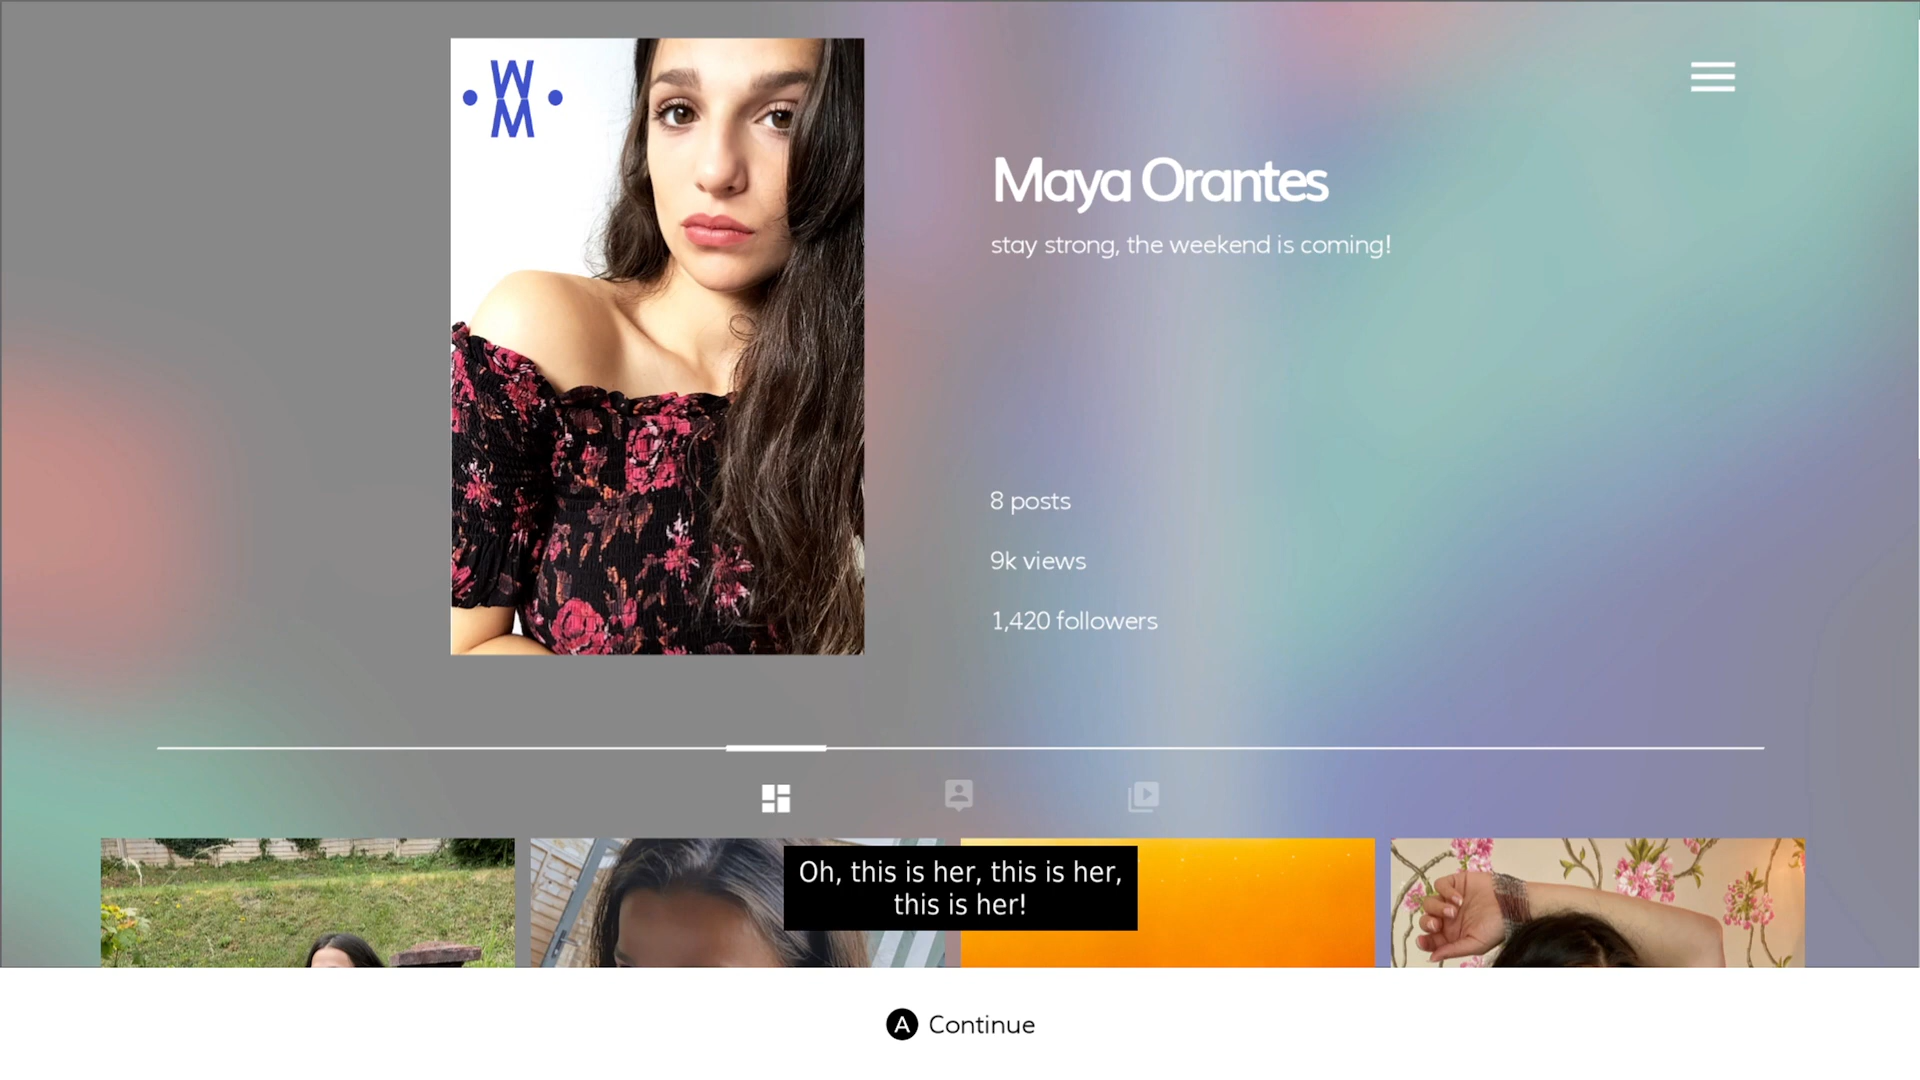 W
M
Maya Orantes
stay strong, the weekend is coming!
8 posts
9k views
1,420 followers
Oh, this is her, this is her,
this is her!
A Continue